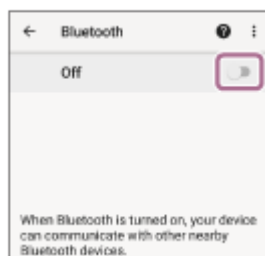 Bluetooth
Off
When Bluetooth is turned on, your device
can communicate with other nearby
Bluetooth devices.